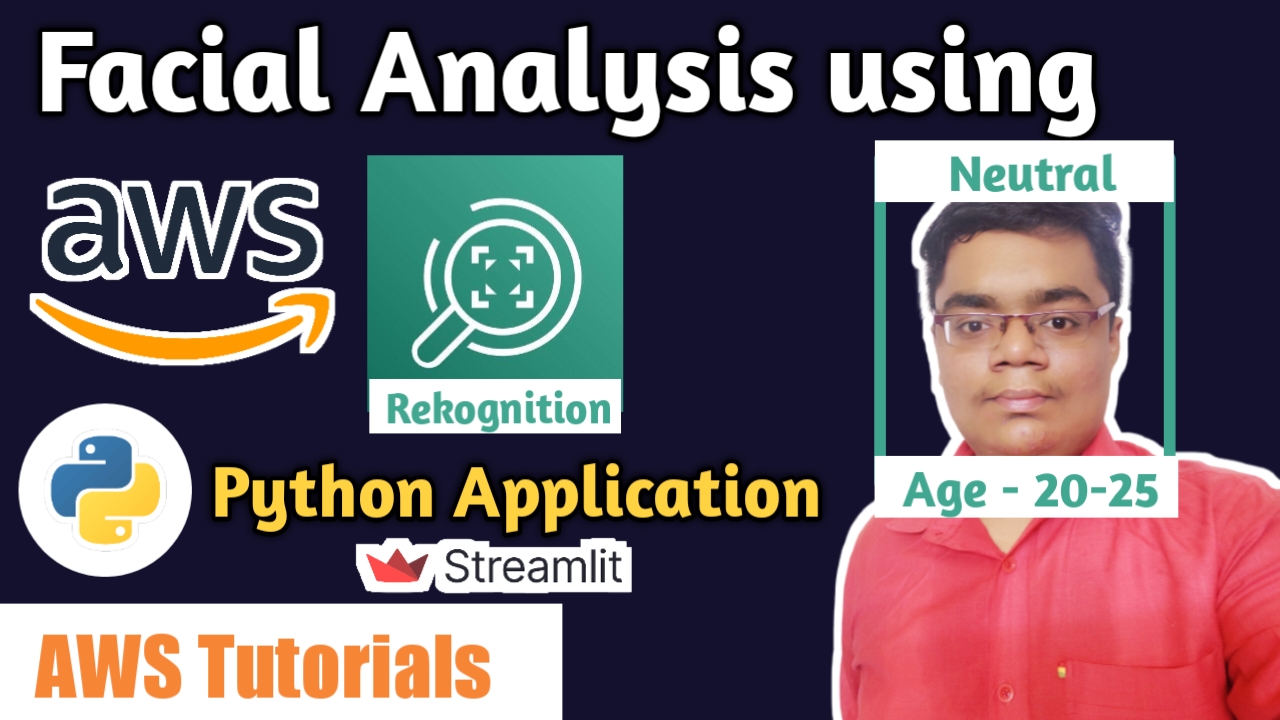 Facial Analysis using
aws
Rekognition
Neutral
Age - 20-25
Python Application
Streamlit
AWS Tutorials